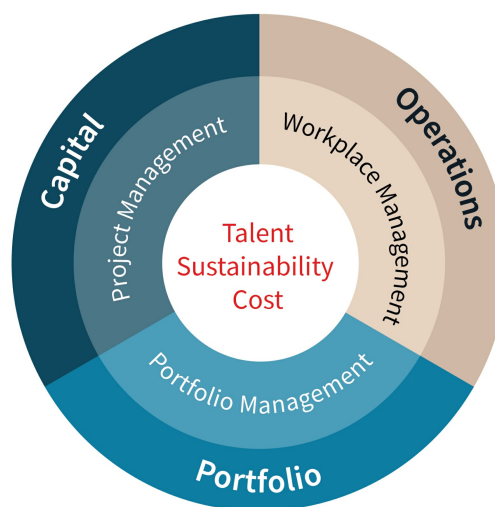 Capital
Project Management
Operations
Workplace Management
Talent
Sustainability
Cost
Portfolio Management
Portfolio